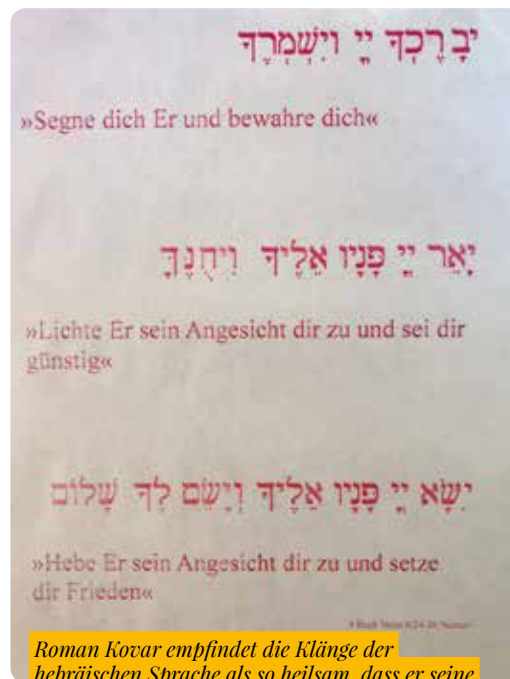 יְבָרֶכְךָ יְיָ וְיִשְׁמְרֶךָ
»Segne dich Er und bewahre dich«
יָאֵר יְיָ פָּנָיו אֵלֶיךָ וִיחֻנֶּךָּ
»Lichte Er sein Angesicht dir zu und sei dir
günstig«
יִשָּׂא יְיָ פָּנָיו אֵלֶיךָ וְיָשֵׂם לְךָ שָׁלוֹם
»Hebe Er sein Angesicht dir zu und setze
dir Frieden«
Roman Kovar empfindet die Klänge der
hebräischen Sprache als so heilsam, dass er seine